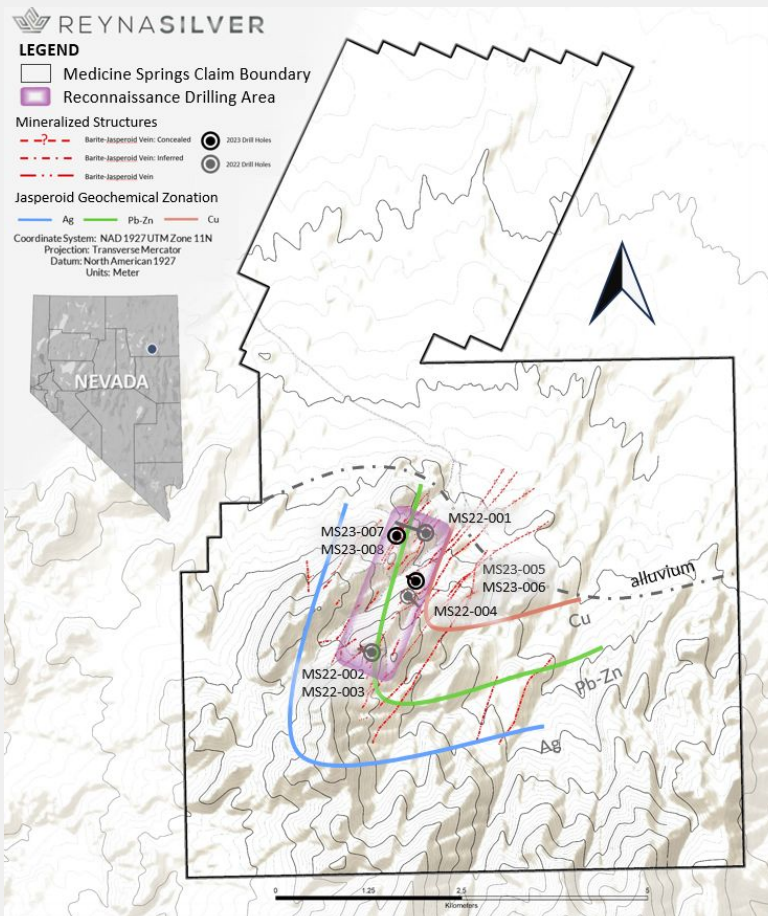 REYNASILVER
LEGEND
Medicine Springs Claim Boundary
Reconnaissance Drilling Area
Mineralized Structures
?
Barite-Jasperoid Vein: Concealed
2023 Drill Holes
Barite-Jasperoid Vein: Inferred
2022 Drill Holes
Barite-Jasperoid Vein
Jasperoid Geochemical Zonation
Ag
Pb-Zn
Cu
Coordinate System: NAD 1927 UTM Zone 11N
Projection: Transverse Mercator
Datum: North American 1927
Units: Meter
NEVADA
MS22-001
MS23-007
MS23-008
MS23-005
MS23-006
alluvium
MS22-004
Cu
MS22-002
MS22-003
Pb-Zn
Ag
0 1.25 2.5 5
Kilometers